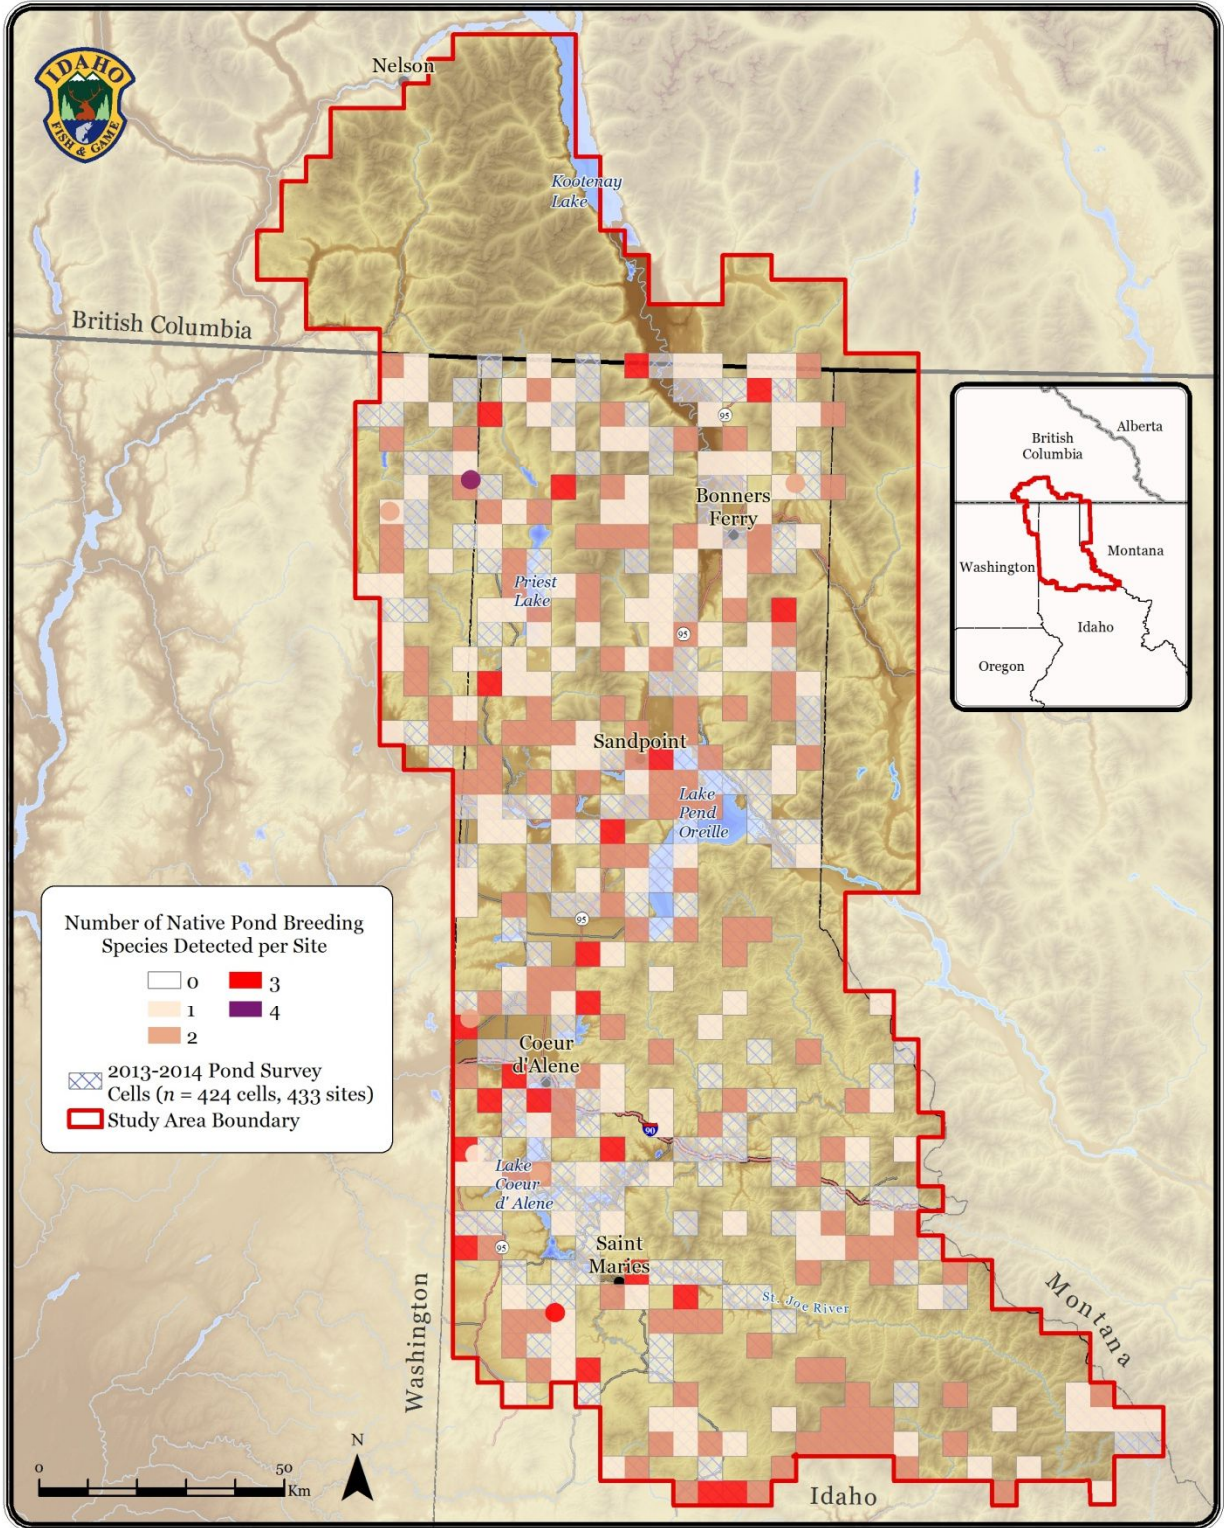 IDAHO
FISH & GAME
Nelson
Kootenay
Lake
British Columbia
95
Bonners
Ferry
Priest
Lake
95
Sandpoint
Lake
Pend
Oreille
95
Coeur
d'Alene
90
Lake
Coeur
d' Alene
95
Saint
Maries
St. Joe River
Montana
Washington
Idaho
British
Columbia
Alberta
Washington
Montana
Idaho
Oregon
Number of Native Pond Breeding
Species Detected per Site
0
1
2
3
4
2013-2014 Pond Survey
Cells (n = 424 cells, 433 sites)
Study Area Boundary
0
50
Km
N